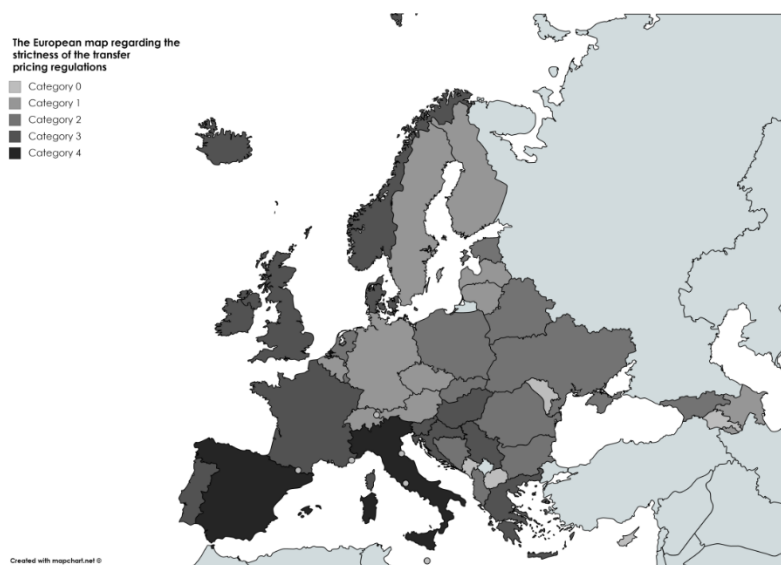 The European map regarding the
strictness of the transfer
pricing regulations
Category 0
Category 1
Category 2
Category 3
Category 4
Created with mapchart.net ©